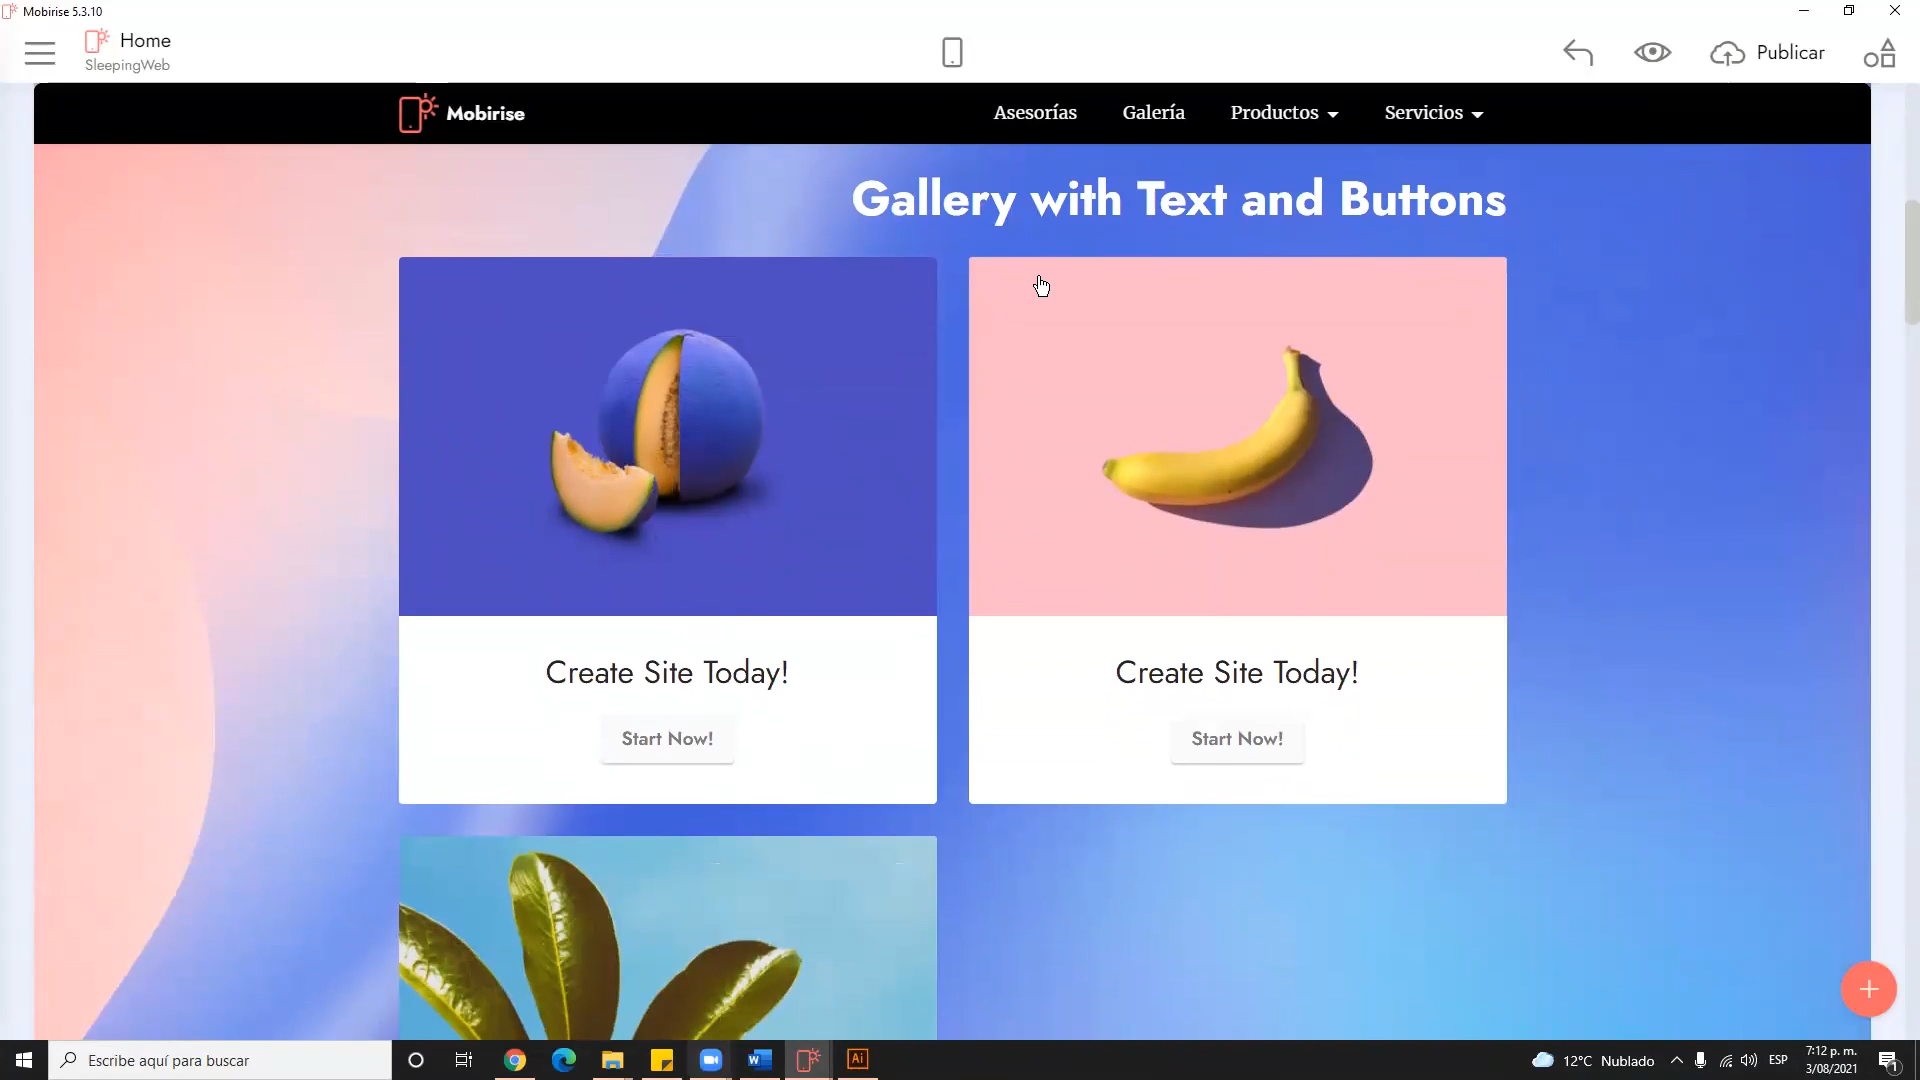 Mobirise 5.3.10
Home
SleepingWeb
Publicar
Mobirise
Asesorías
Galería
Productos
Servicios
Gallery with Text and Buttons
Create Site Today!
Start Now!
Create Site Today!
Start Now!
Escribe aquí para buscar
W
Ai
12°C Nublado
ESP
7:12 p. m.
3/08/2021
1